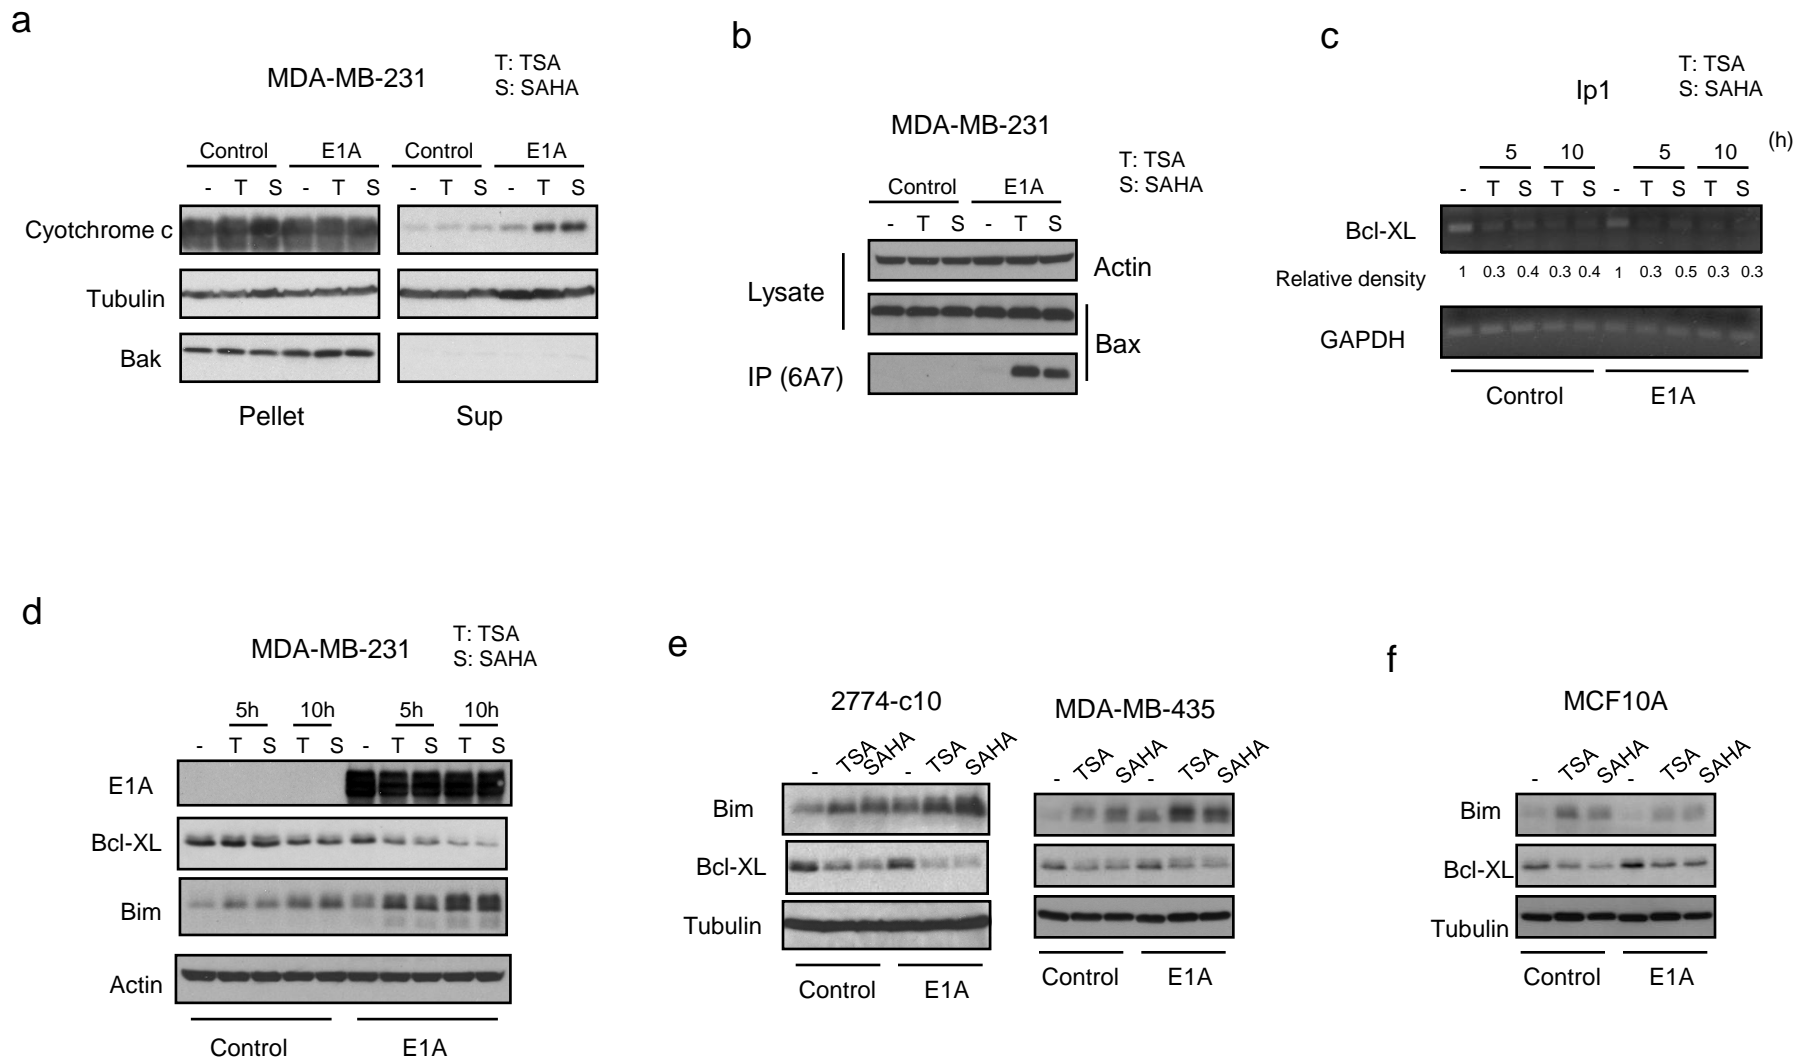 a
MDA-MB-231
T: TSA
S: SAHA
Control E1A Control E1A
- T S - T S - T S - T S
Cyotchrome c
Tubulin
Bak
Pellet Sup
b
MDA-MB-231
T: TSA
S: SAHA
Control E1A
- T S - T S
Lysate
Actin
Bax
IP (6A7)
c
Ip1
T: TSA
S: SAHA
5 10 5 10 (h)
- T S T S - T S T S
Bcl-XL
Relative density 1 0.3 0.4 0.3 0.4 1 0.3 0.5 0.3 0.3
GAPDH
Control E1A
d
MDA-MB-231
T: TSA
S: SAHA
5h 10h 5h 10h
- T S T S - T S T S
E1A
Bcl-XL
Bim
Actin
Control E1A
e
2774-c10
- TSA SAHA - TSA SAHA
Bim
Bcl-XL
Tubulin
Control E1A
MDA-MB-435
- TSA SAHA - TSA SAHA
Control E1A
f
MCF10A
- TSA SAHA - TSA SAHA
Bim
Bcl-XL
Tubulin
Control E1A